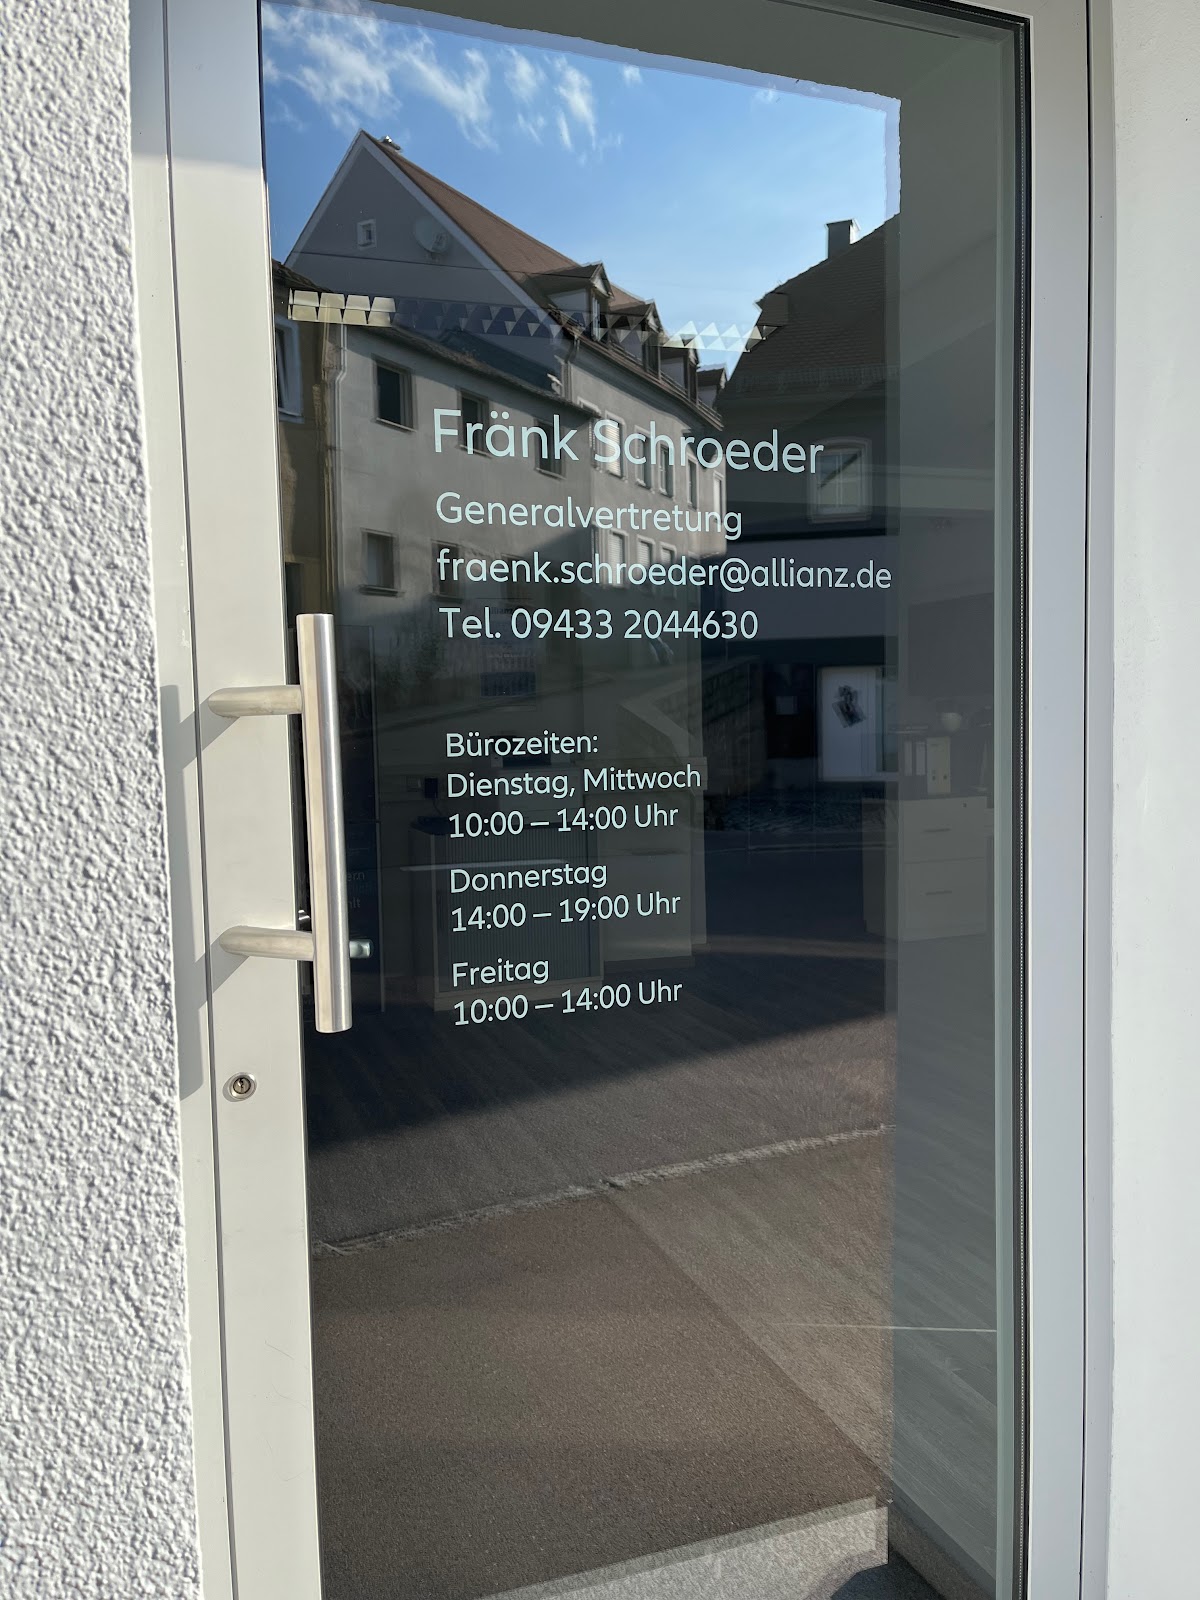 Fränk Schroeder
Generalvertretung
fraenk.schroeder@allianz.de
Tel. 09433 2044630
Bürozeiten:
Dienstag, Mittwoch
10:00 – 14:00 Uhr
Donnerstag
14:00 – 19:00 Uhr
Freitag
10:00 – 14:00 Uhr